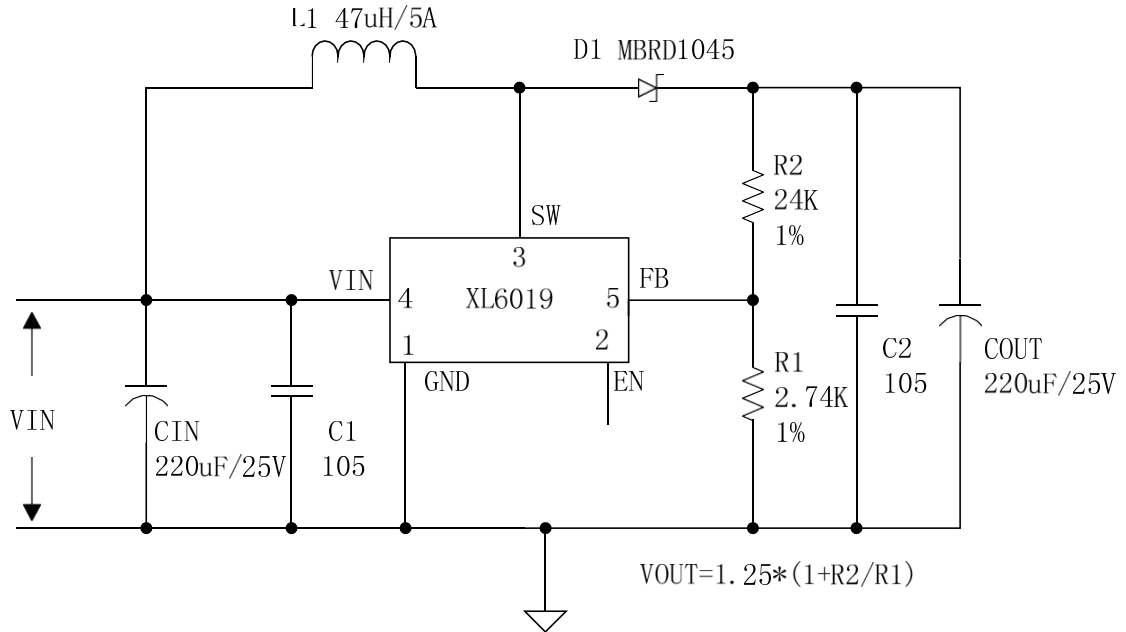 L1 47uH/5A
D1 MBRD1045
R2
24K
1%
SW
3
VIN
FB
4
XL6019
5
1
2
GND
EN
R1
2.74K
1%
C2
105
COUT
220uF/25V
VIN
CIN
220uF/25V
C1
105
VOUT=1.25*(1+R2/R1)